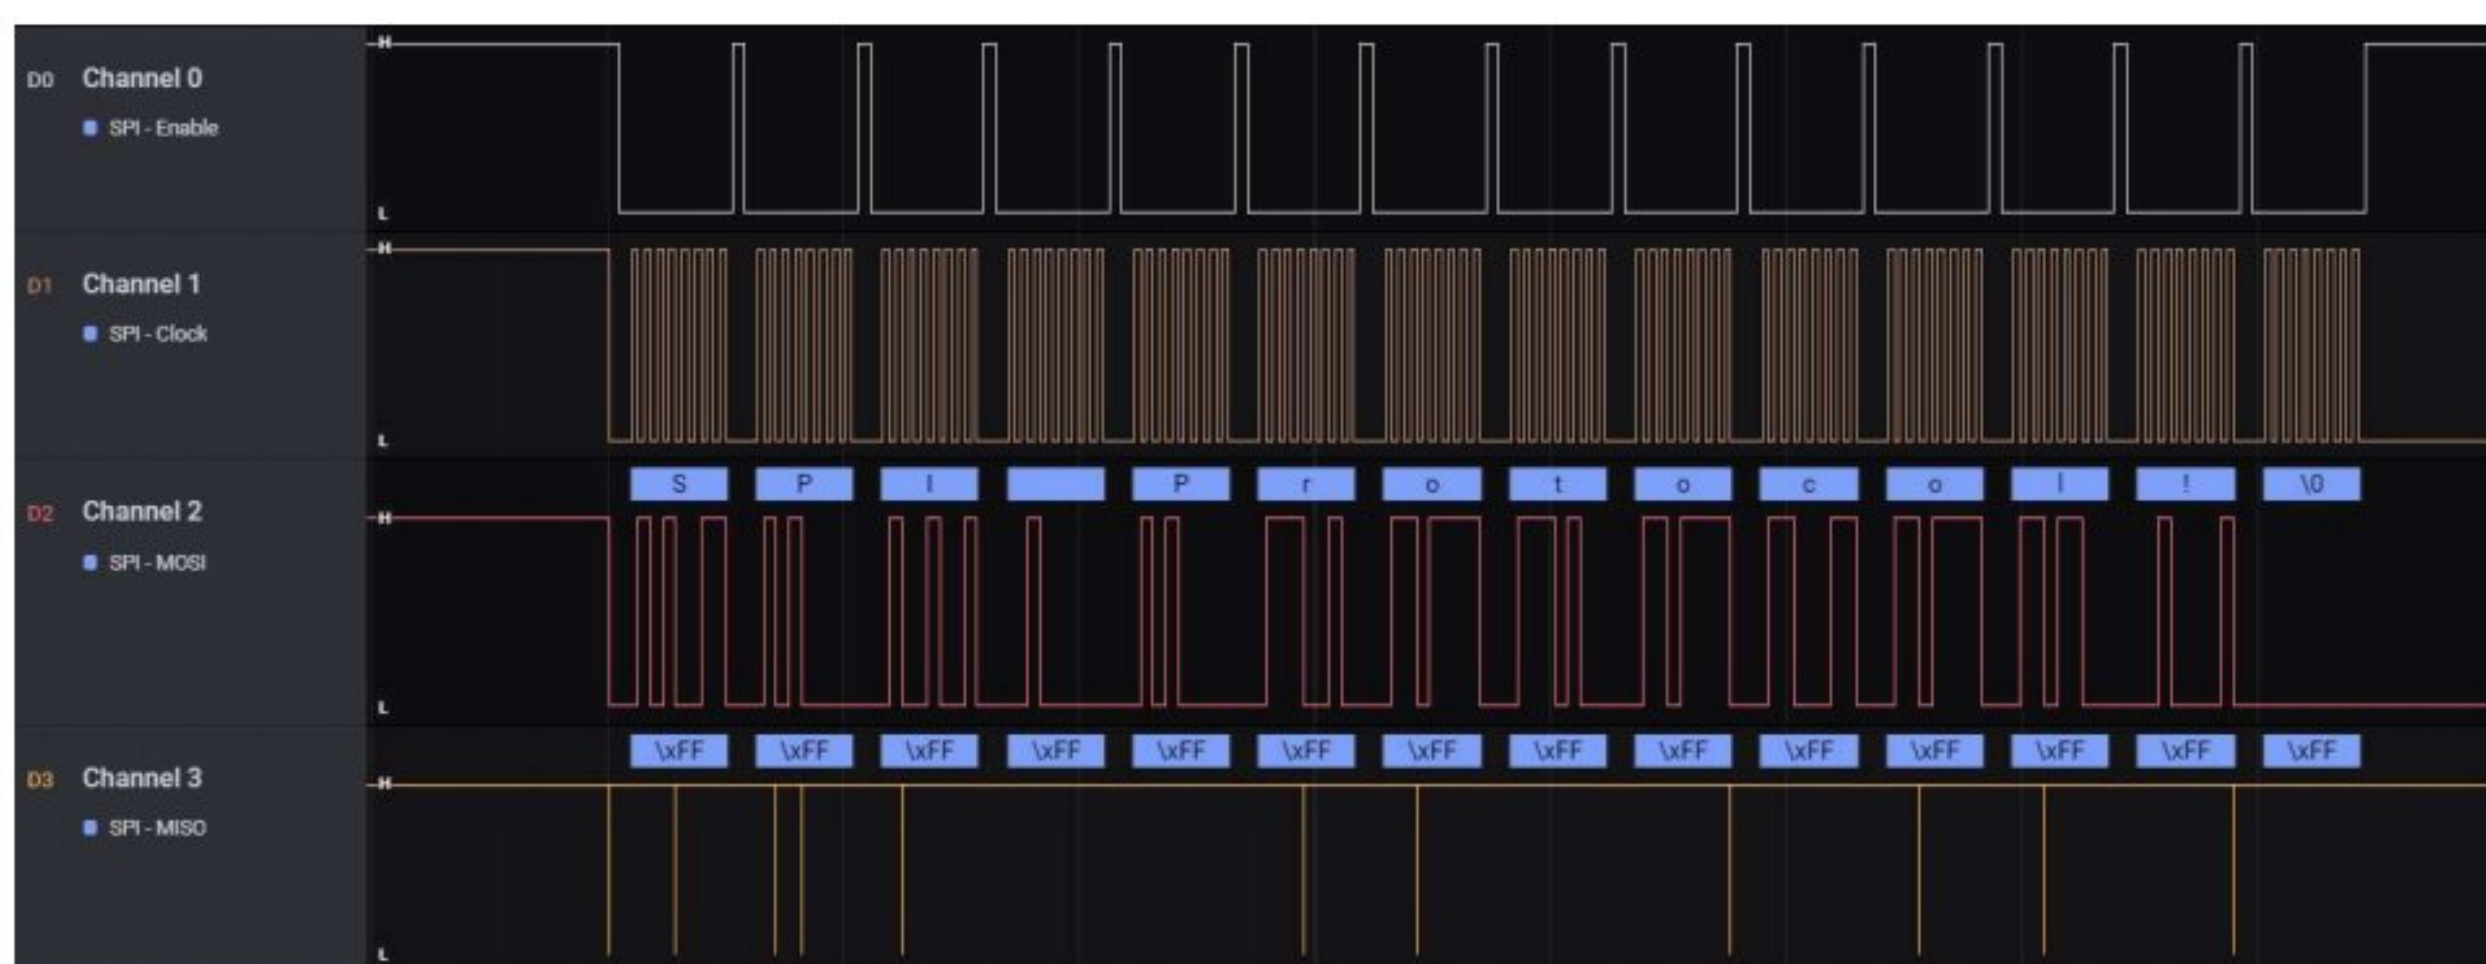 H
D0 Channel 0
SPI - Enable
L
H
D1 Channel 1
SPI - Clock
L
S P I P r o t o c o l ! \0
D2 Channel 2
H
SPI - MOSI
L
\xFF \xFF \xFF \xFF \xFF \xFF \xFF \xFF \xFF \xFF \xFF \xFF \xFF \xFF
D3 Channel 3
H
SPI - MISO
L